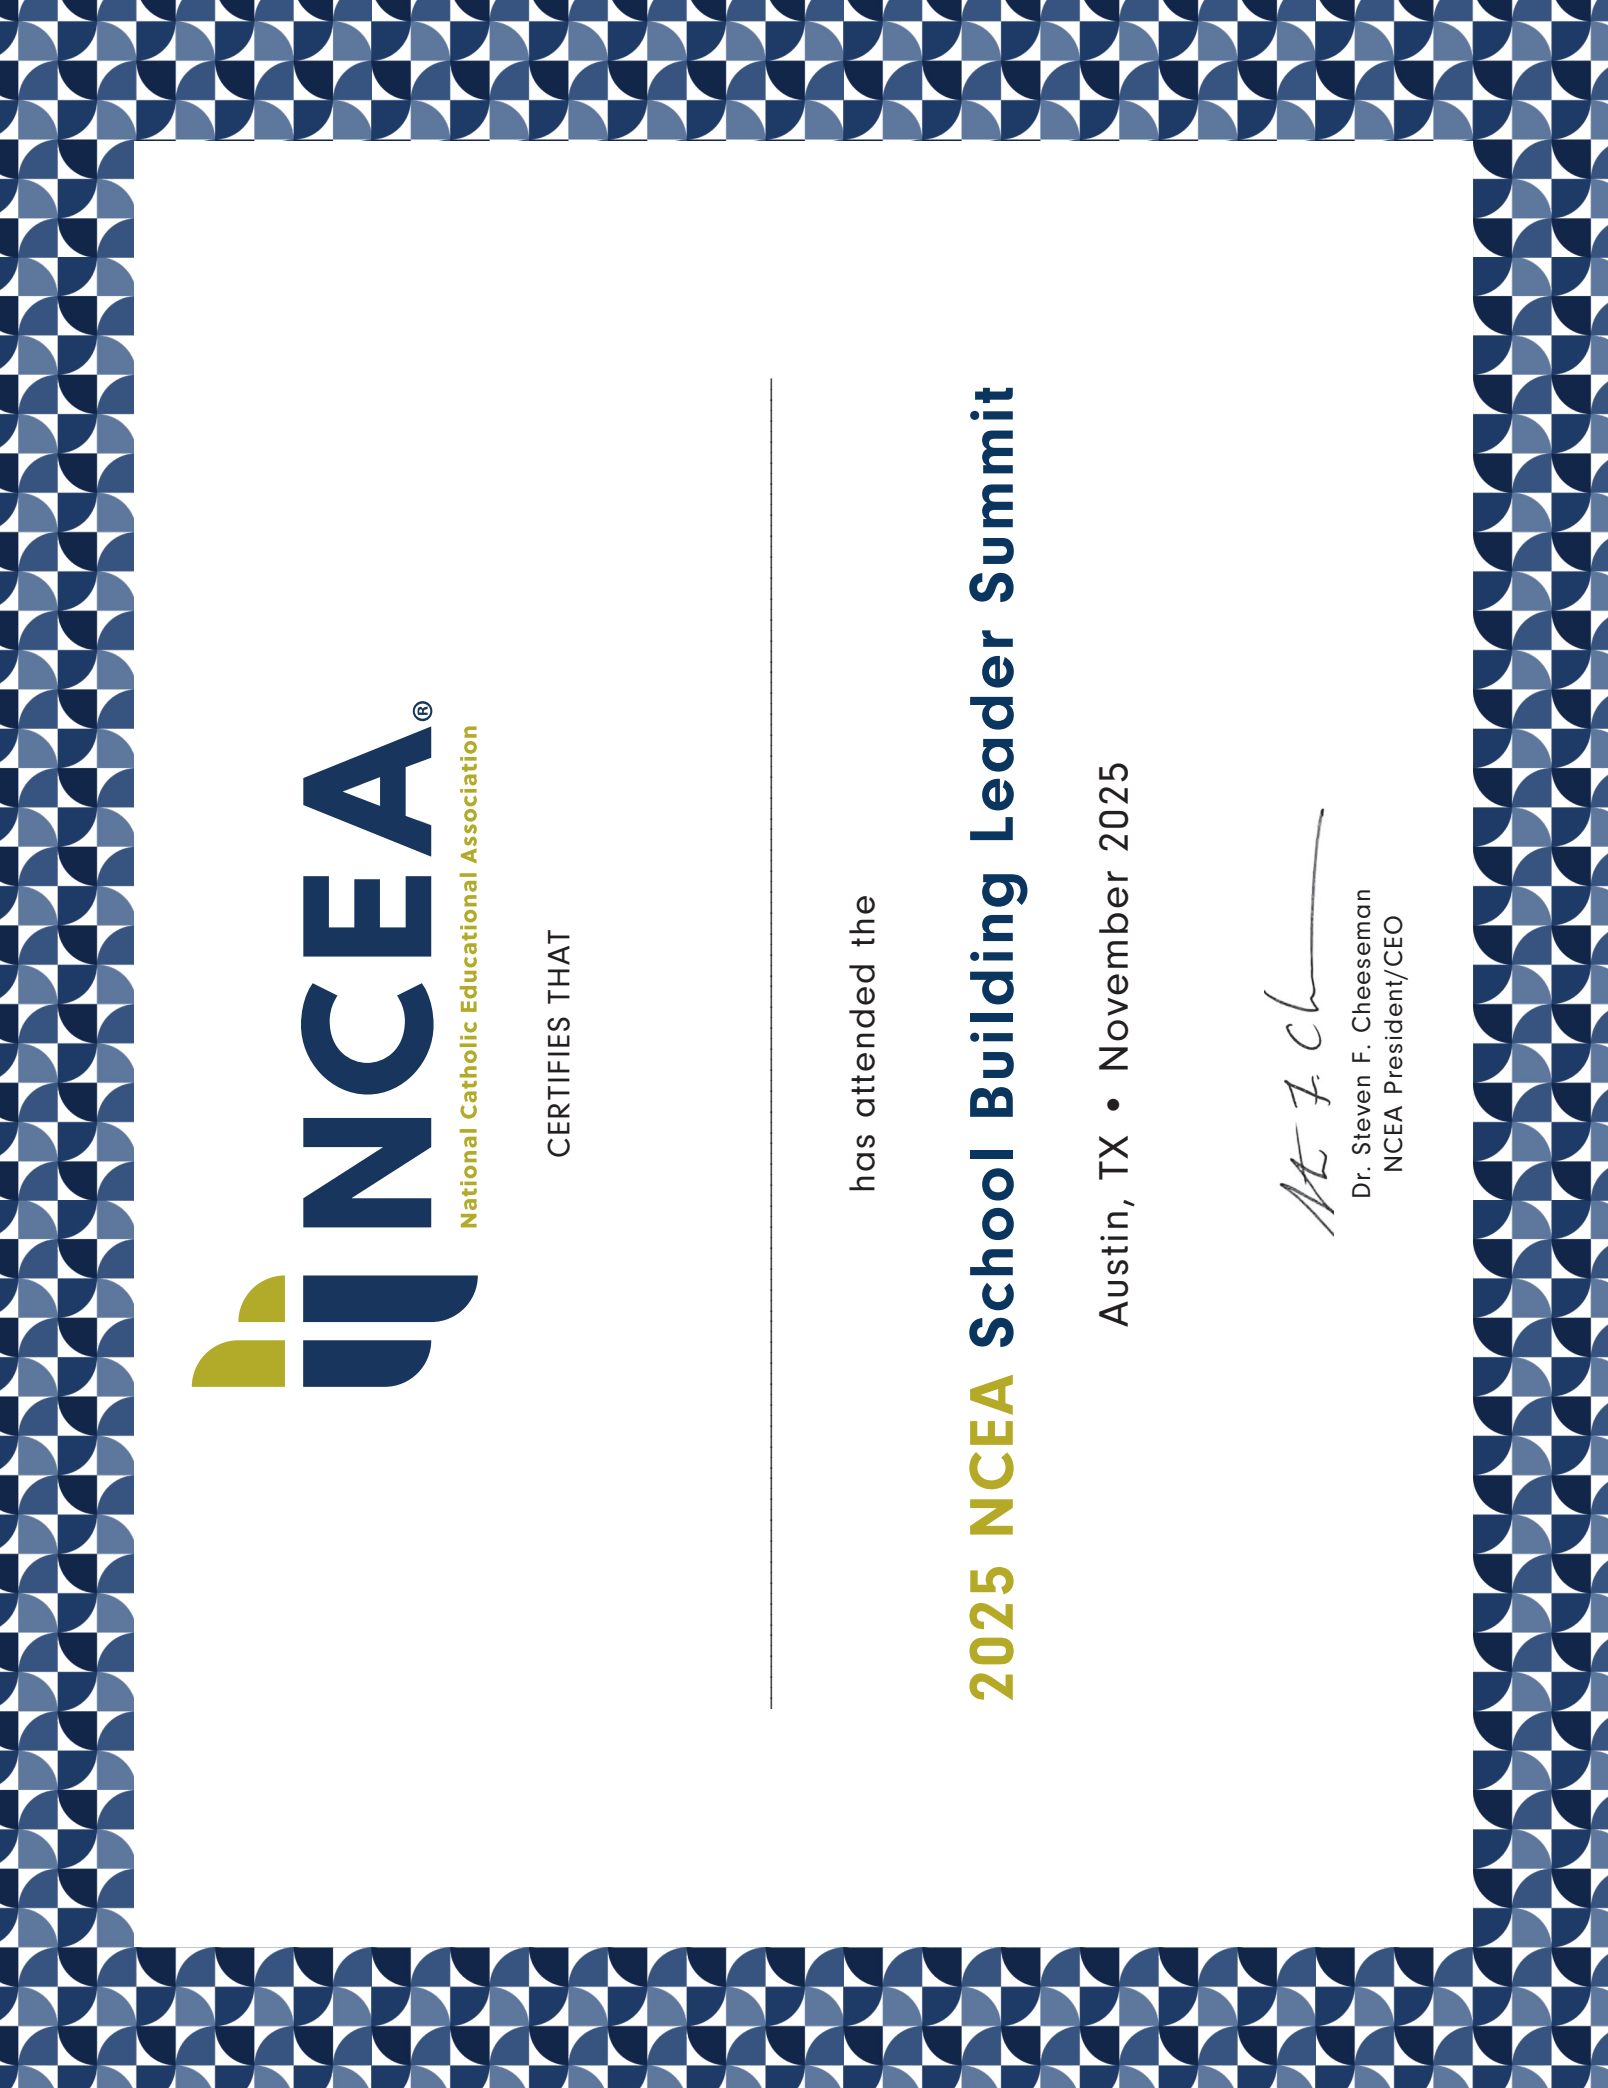 NCEA®
National Catholic Educational Association
CERTIFIES THAT
has attended the
2025 NCEA School Building Leader Summit
Austin, TX • November 2025
Dr. Steven F. Cheeseman
NCEA President/CEO